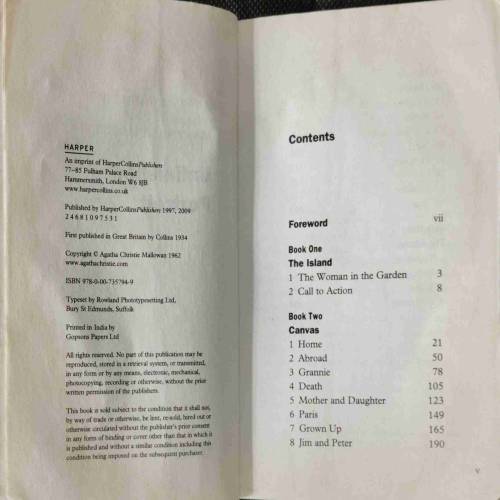 HARPER
An imprint of HarperCollinsPublishers
77–85 Fulham Palace Road
Hammersmith, London W6 8JB
www.harpercollins.co.uk
Published by HarperCollinsPublishers 1997, 2009
2 4 6 8 10 9 7 5 3 1
First published in Great Britain by Collins 1934
Copyright © Agatha Christie Mallowan 1962
www.agathachristie.com
ISBN 978-0-00-735794-9
Typeset by Rowland Phototypesetting Ltd,
Bury St Edmunds, Suffolk
Printed in India by
Gopsons Papers Ltd
All rights reserved. No part of this publication may be
reproduced, stored in a retrieval system, or transmitted,
in any form or by any means, electronic, mechanical,
photocopying, recording or otherwise, without the prior
written permission of the publishers.
This book is sold subject to the condition that it shall not,
by way of trade or otherwise, be lent, re-sold, hired out or
otherwise circulated without the publisher's prior consent
in any form of binding or cover other than that in which it
is published and without a similar condition including this
condition being imposed on the subsequent purchaser.
Contents
Foreword vii
Book One
The Island
1 The Woman in the Garden 3
2 Call to Action 8
Book Two
Canvas
1 Home 21
2 Abroad 50
3 Grannie 78
4 Death 105
5 Mother and Daughter 123
6 Paris 149
7 Grown Up 165
8 Jim and Peter 190
v